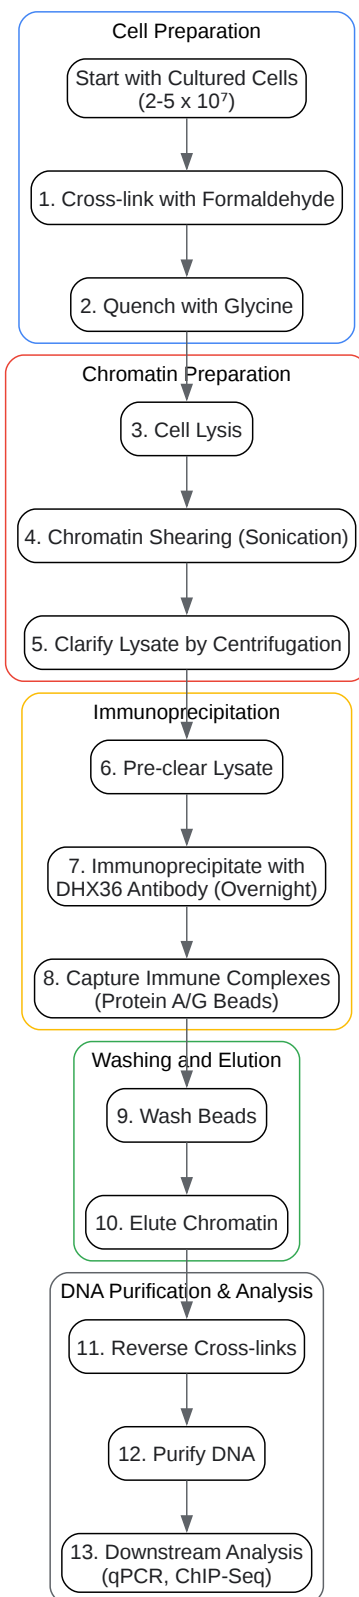 Cell Preparation
Start with Cultured Cells
(2-5 x 10⁷)
1. Cross-link with Formaldehyde
2. Quench with Glycine
Chromatin Preparation
3. Cell Lysis
4. Chromatin Shearing (Sonication)
5. Clarify Lysate by Centrifugation
Immunoprecipitation
6. Pre-clear Lysate
7. Immunoprecipitate with
DHX36 Antibody (Overnight)
8. Capture Immune Complexes
(Protein A/G Beads)
Washing and Elution
9. Wash Beads
10. Elute Chromatin
DNA Purification & Analysis
11. Reverse Cross-links
12. Purify DNA
13. Downstream Analysis
(qPCR, ChIP-Seq)